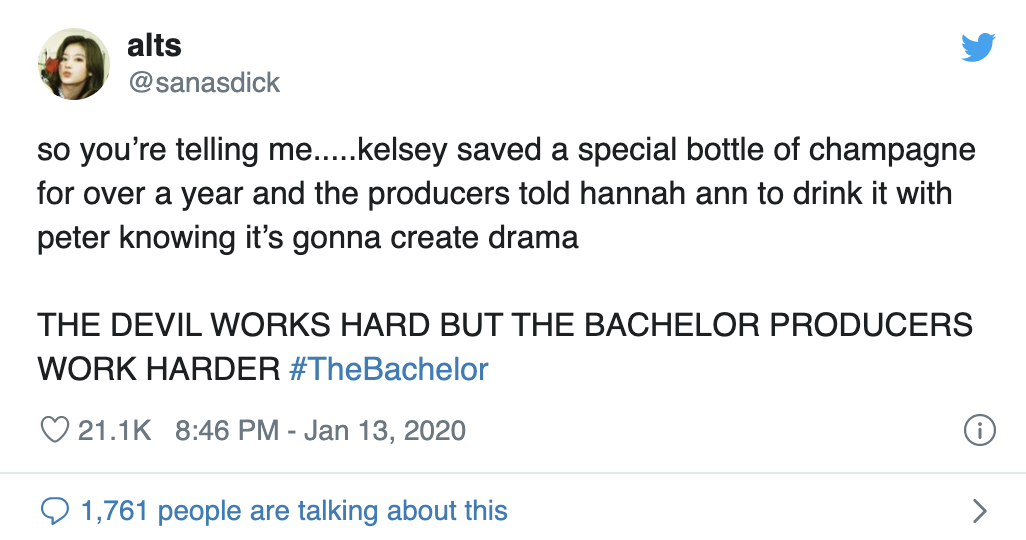 alts
@sanasdick
so you’re telling me.....kelsey saved a special bottle of champagne
for over a year and the producers told hannah ann to drink it with
peter knowing it’s gonna create drama
THE DEVIL WORKS HARD BUT THE BACHELOR PRODUCERS
WORK HARDER #TheBachelor
21.1K 8:46 PM - Jan 13, 2020
1,761 people are talking about this